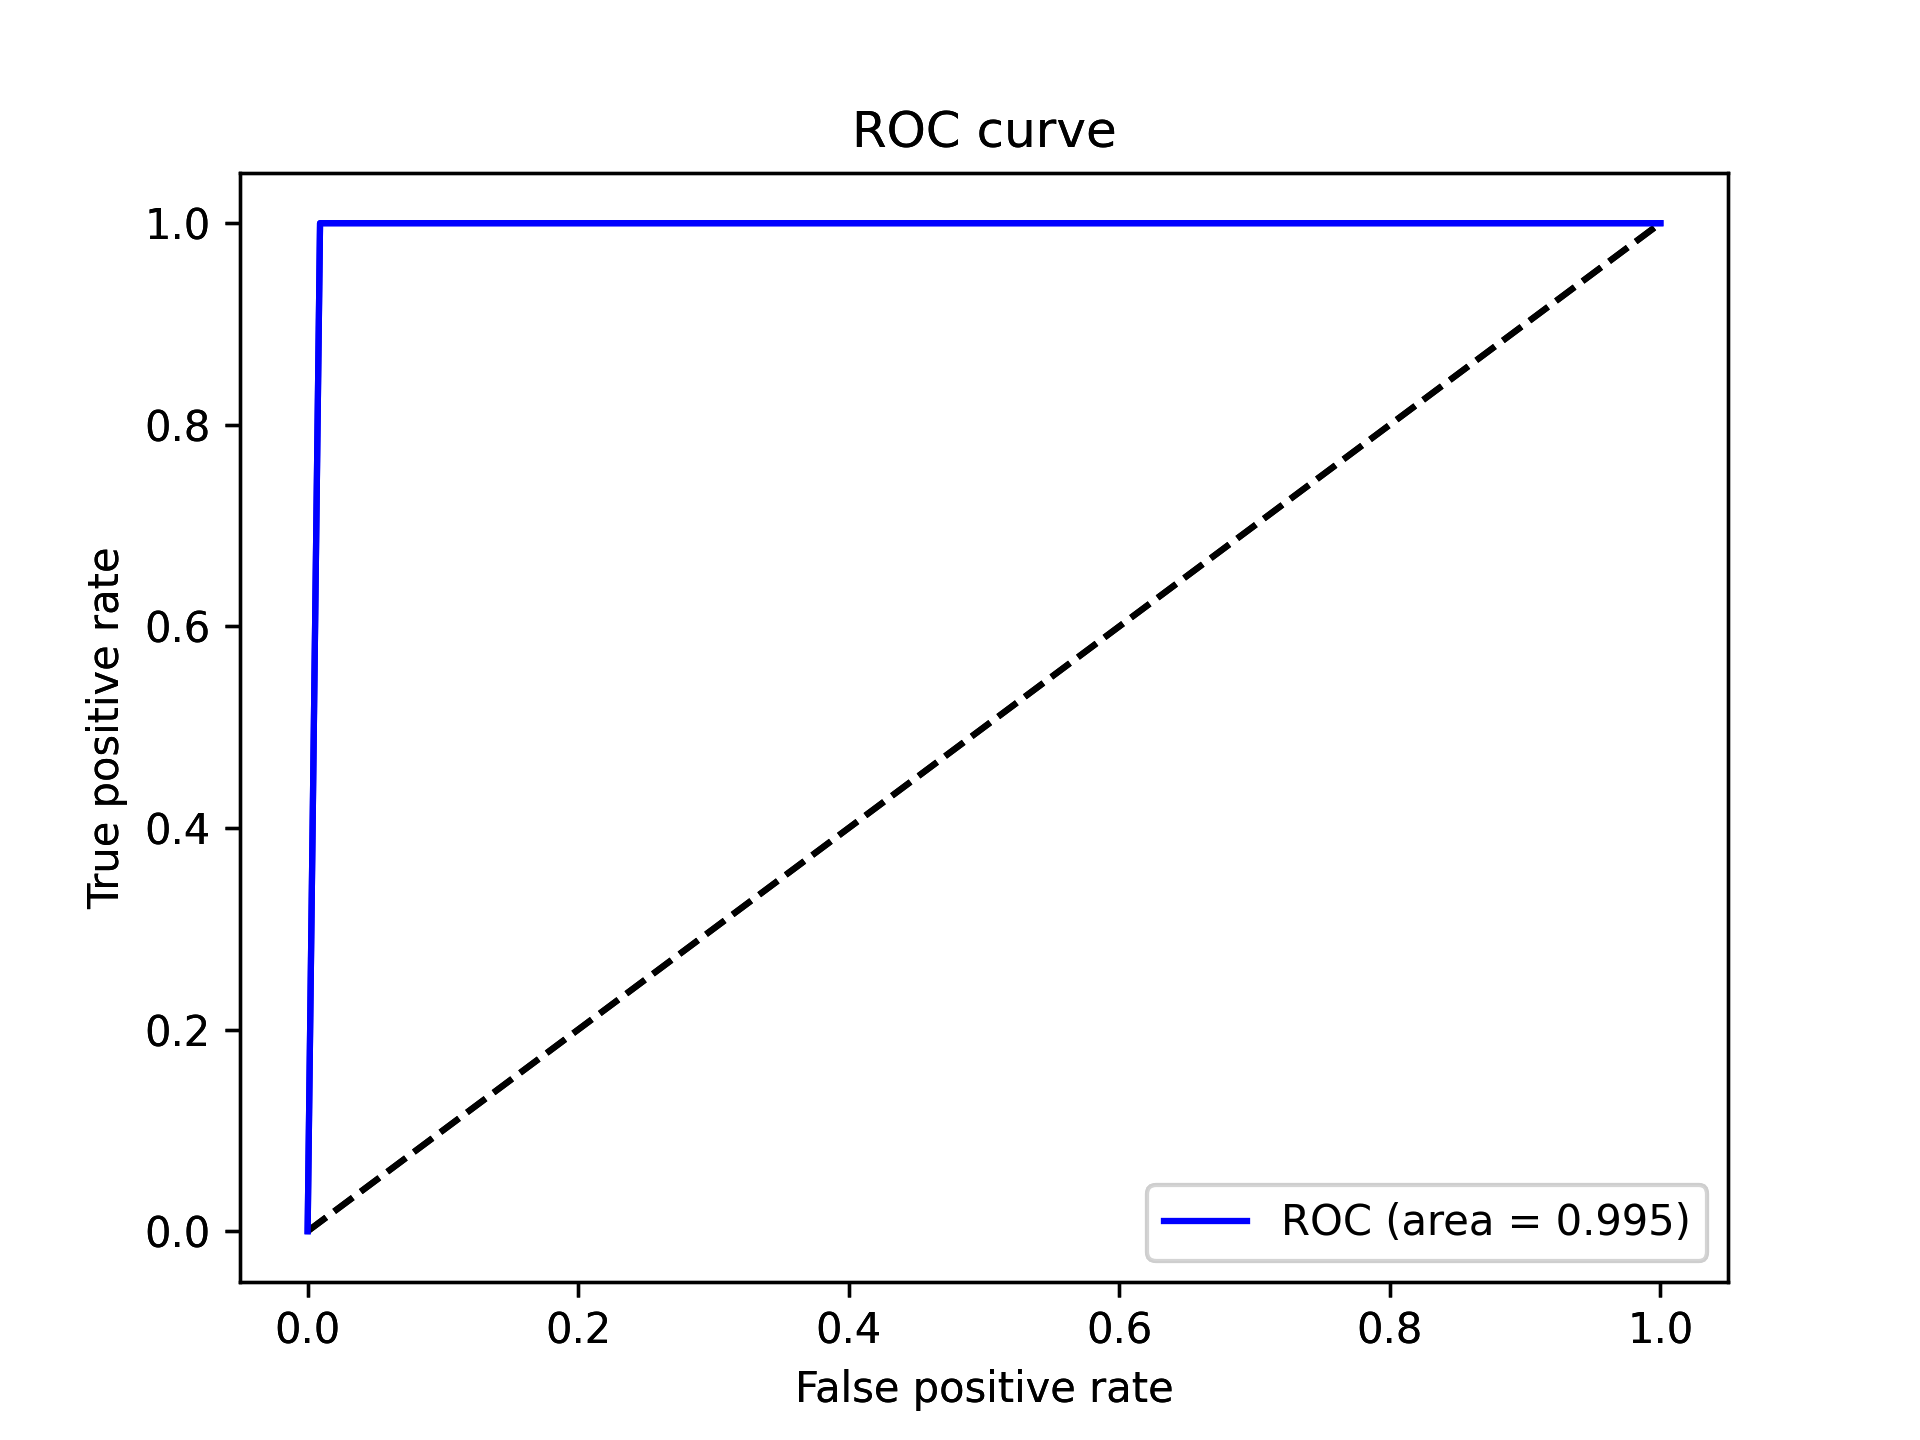 ROC curve
True positive rate
1.0
0.8
0.6
0.4
0.2
0.0
ROC (area = 0.995)
0.0 0.2 0.4 0.6 0.8 1.0
False positive rate